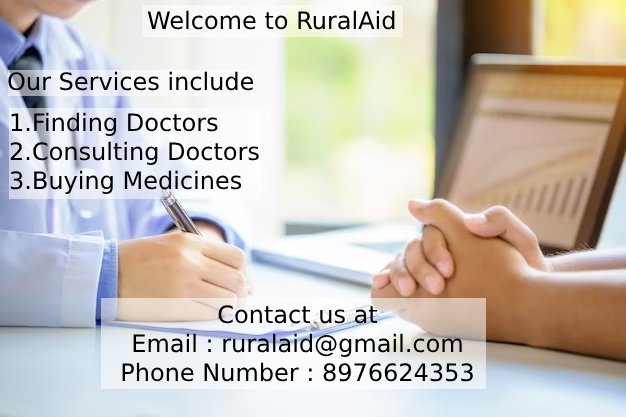 Welcome to RuralAid
Our Services include
1.Finding Doctors
2.Consulting Doctors
3.Buying Medicines
Contact us at
Email : ruralaid@gmail.com
Phone Number : 8976624353